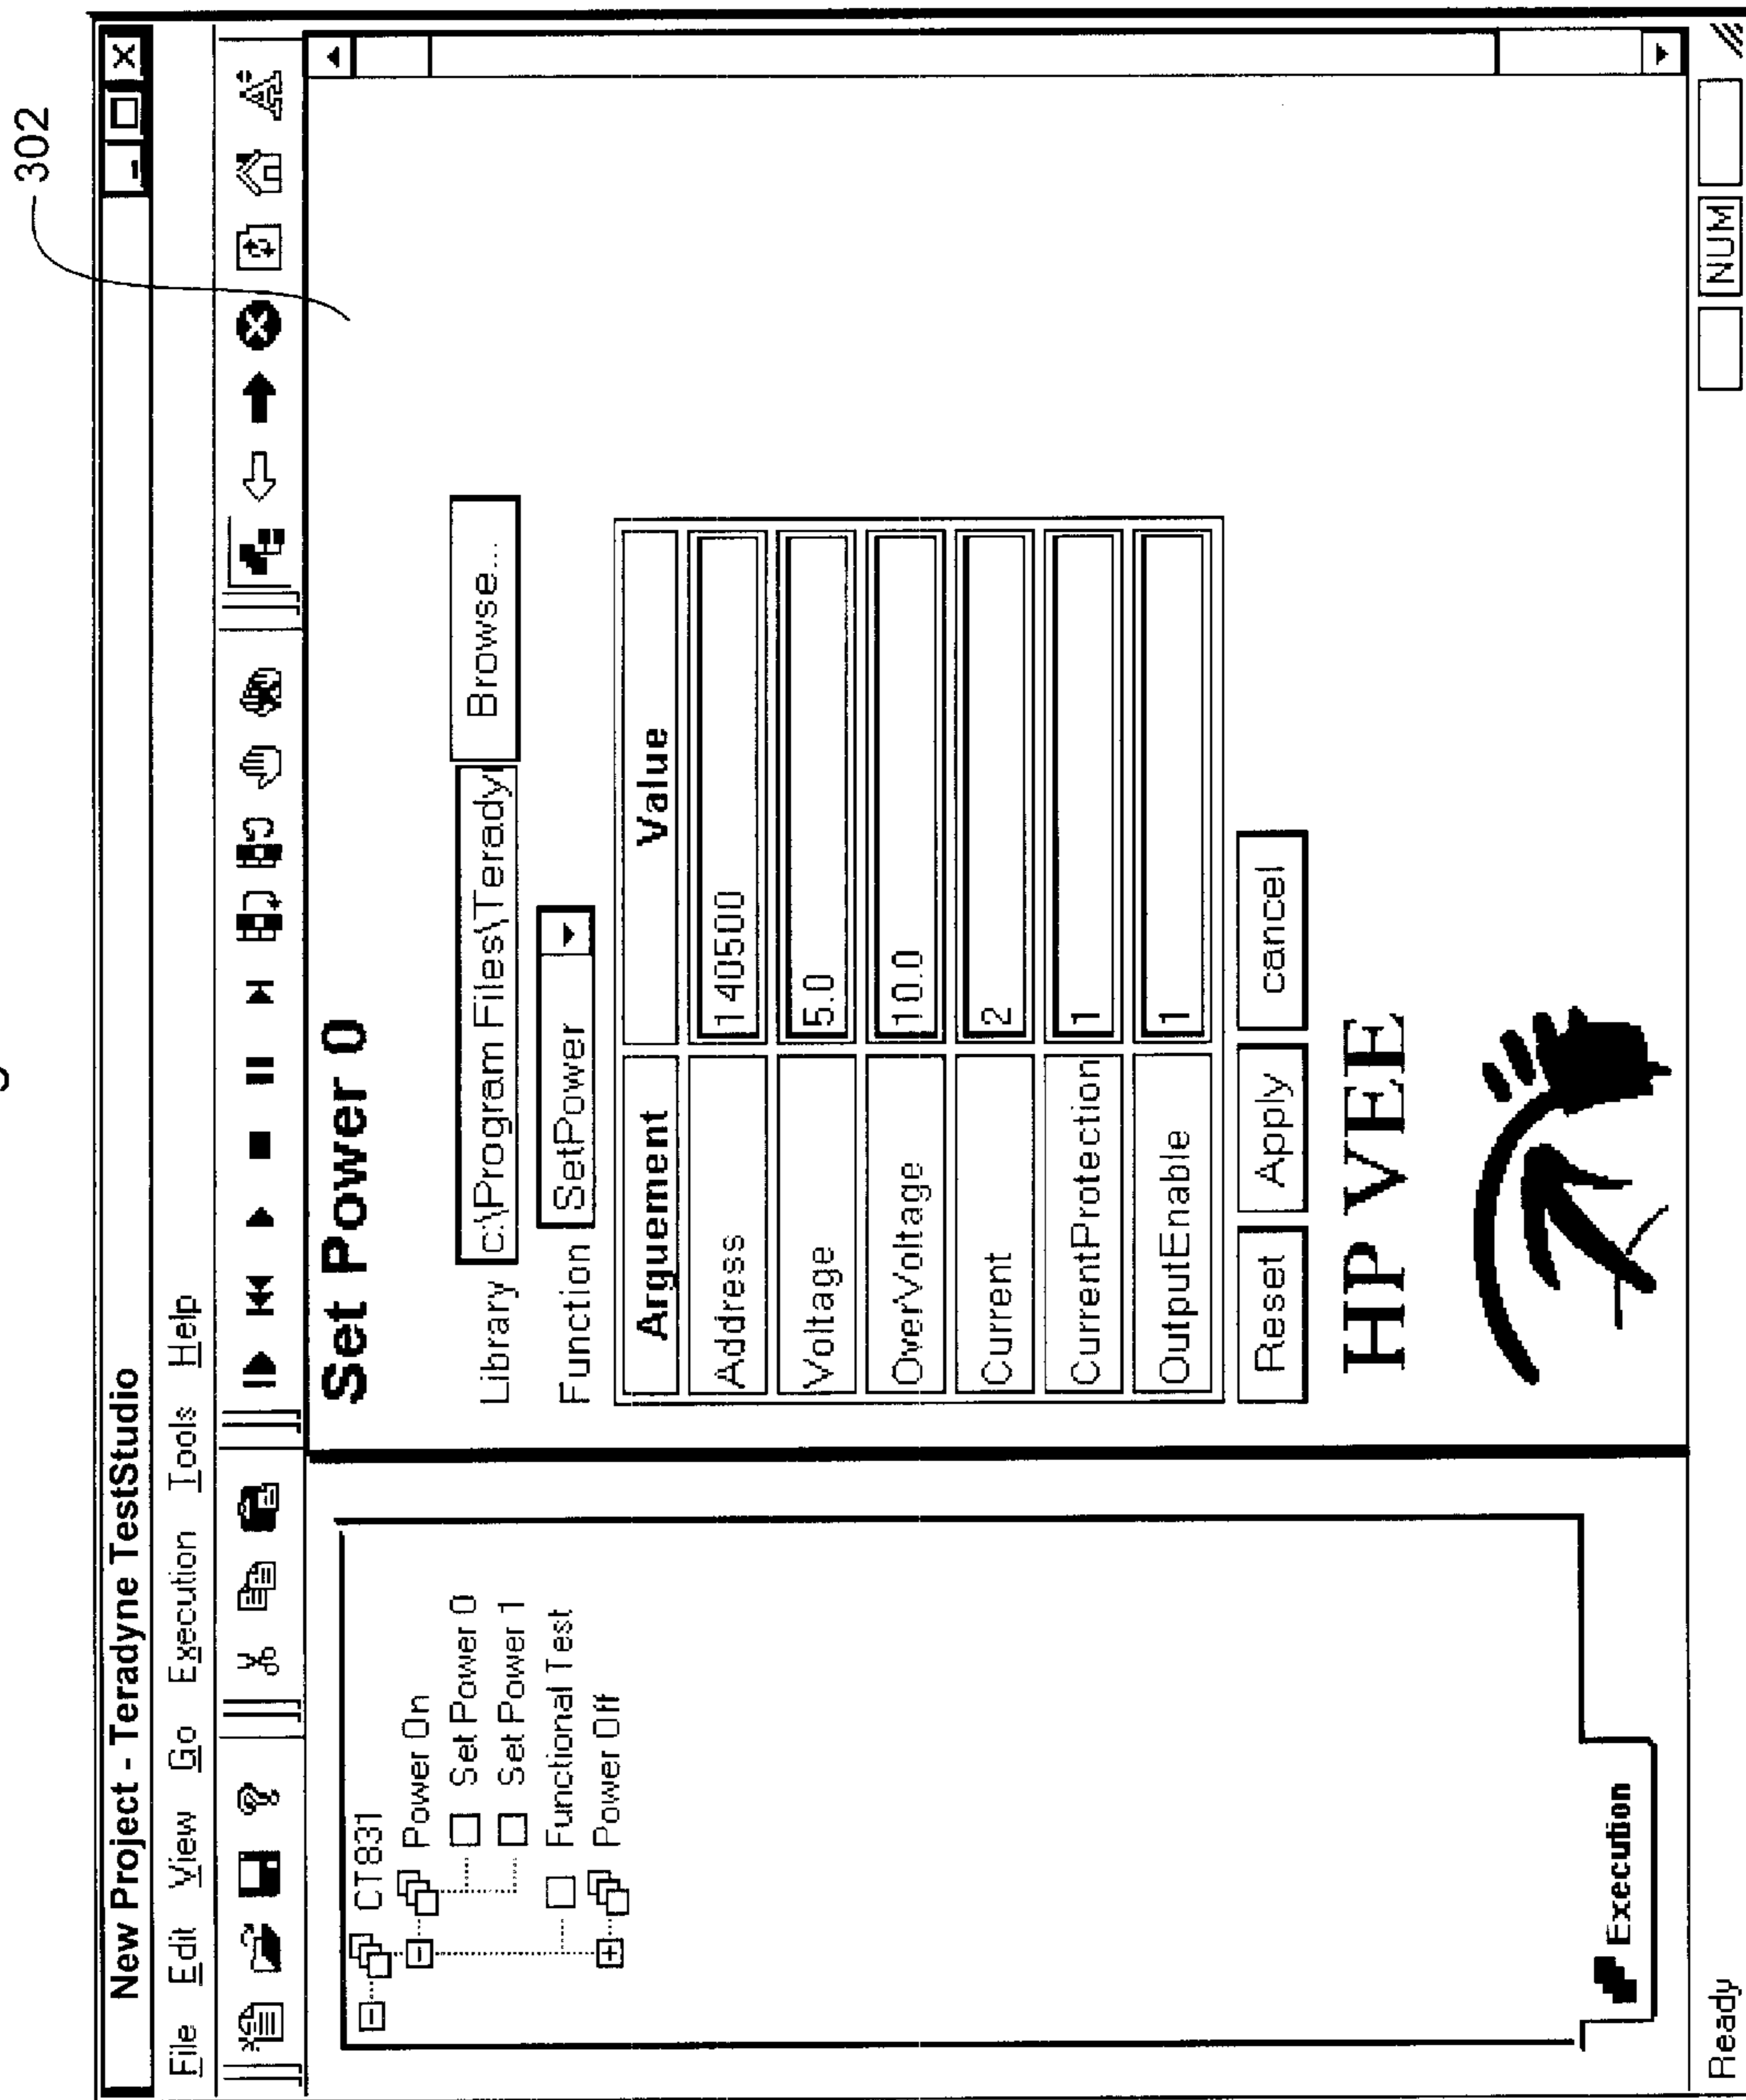 302
New Project - Teradyne TestStudio
File Edit View Go Execution Tools Help
CT831
Power On
Set Power 0
Set Power 1
Functional Test
Power Off
Execution
Set Power 0
Library c:\Program Files\Terady Browse...
Function SetPower
Arguement Value
Address 140500
Voltage 5.0
OverVoltage 10.0
Current 2
CurrentProtection 1
OutputEnable 1
Reset Apply cancel
HP VEE
Ready NUM